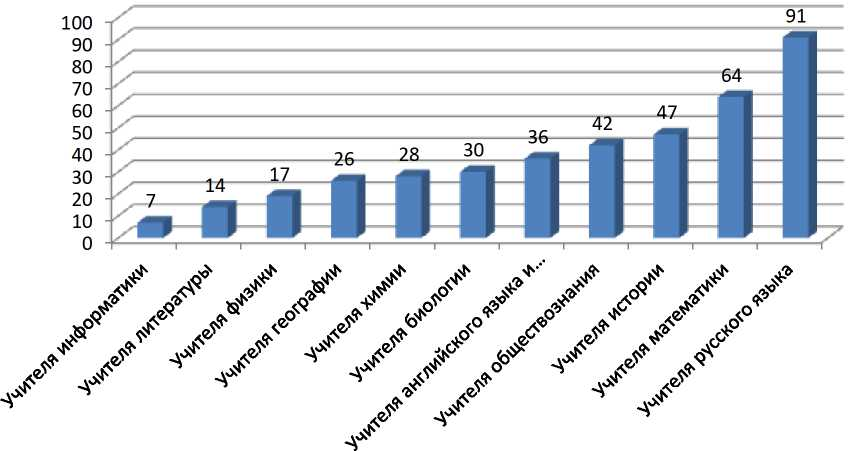 100
90
80
70
60
50
40
30
20
10
0
7
14
17
26
28
30
36
42
47
64
91
Учителя информатики
Учителя литературы
Учителя физики
Учителя географии
Учителя химии
Учителя биологии
Учителя английского языка и...
Учителя обществознания
Учителя истории
Учителя математики
Учителя русского языка